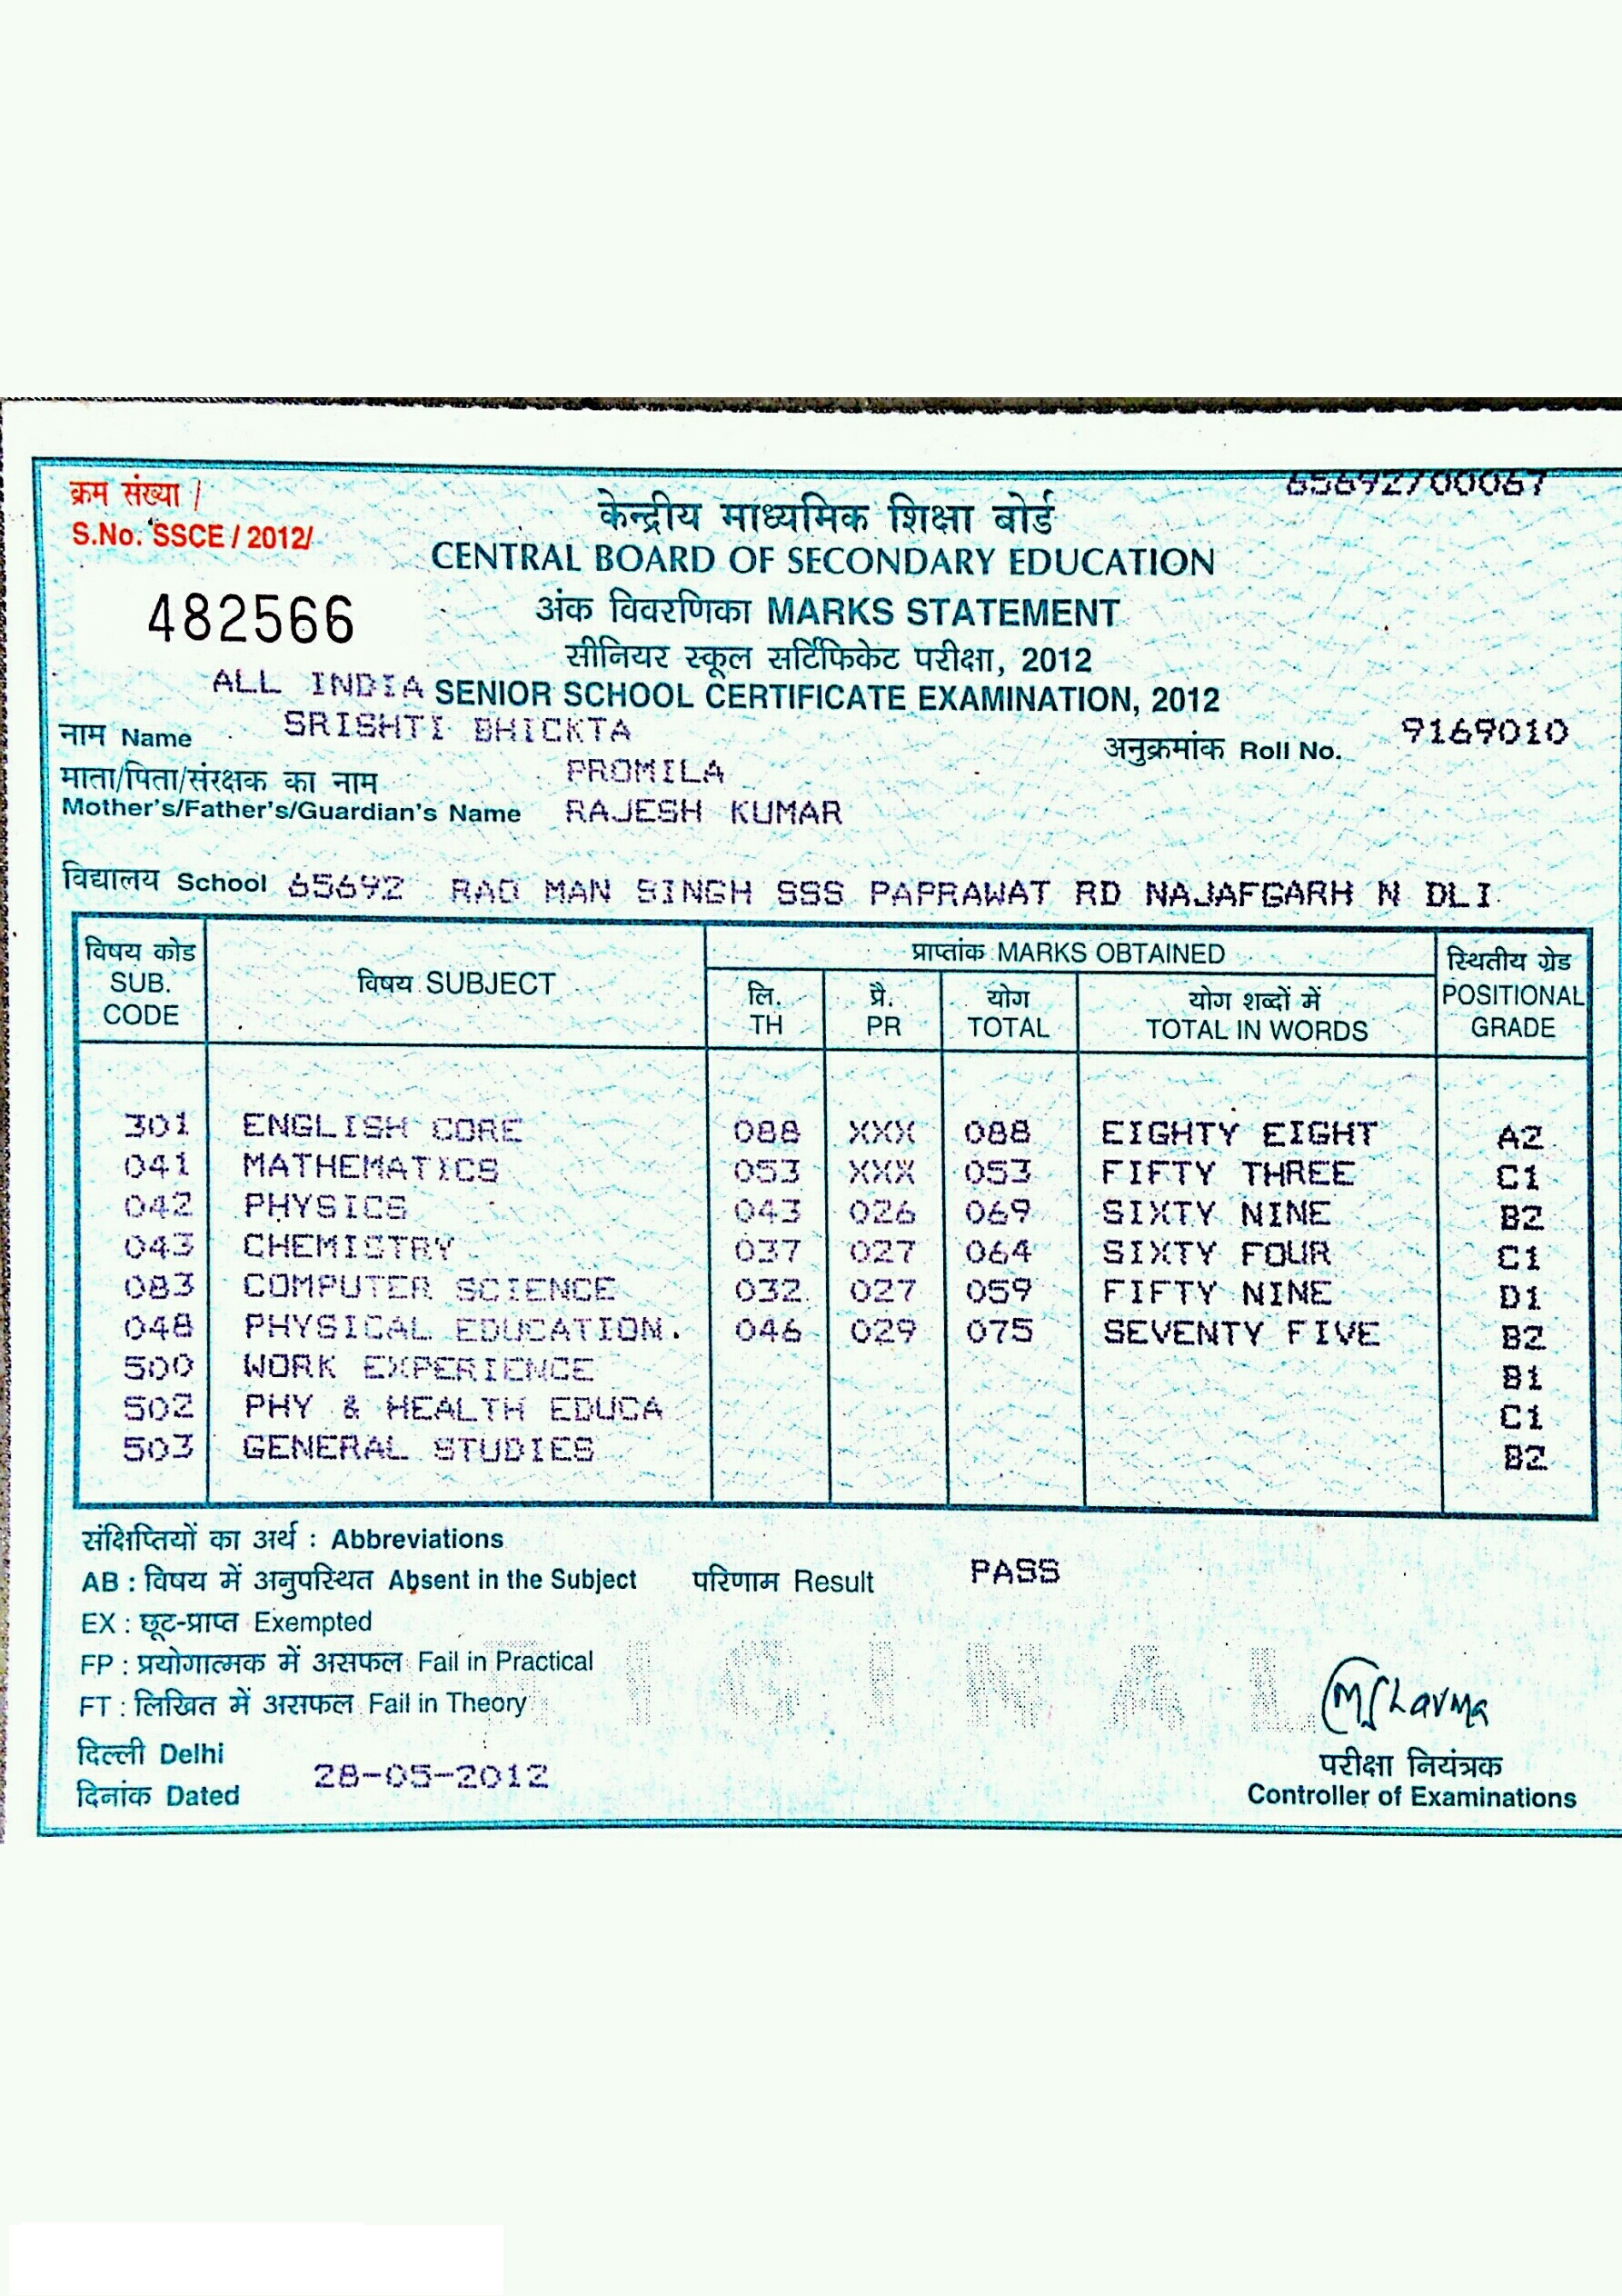 65692/00067
क्रम संख्या /
S.No. SSCE / 2012/
482566
केन्द्रीय माध्यमिक शिक्षा बोर्ड
CENTRAL BOARD OF SECONDARY EDUCATION
अंक विवरणिका MARKS STATEMENT
सीनियर स्कूल सर्टिफिकेट परीक्षा, 2012
ALL INDIA SENIOR SCHOOL CERTIFICATE EXAMINATION, 2012
नाम Name SRISHTI BHICKTA अनुक्रमांक Roll No. 9169010
माता/पिता/संरक्षक का नाम PROMILA
Mother's/Father's/Guardian's Name RAJESH KUMAR
विद्यालय School 65692 RAO MAN SINGH SSS PAPRAWAT RD NAJAFGARH N DLI
विषय कोड SUB. CODE विषय SUBJECT प्राप्तांक MARKS OBTAINED स्थितीय ग्रेड POSITIONAL GRADE
लि. TH प्रै. PR योग TOTAL योग शब्दों में TOTAL IN WORDS
301 ENGLISH CORE 088 XXX 088 EIGHTY EIGHT A2
041 MATHEMATICS 053 XXX 053 FIFTY THREE C1
042 PHYSICS 043 026 069 SIXTY NINE B2
043 CHEMISTRY 037 027 064 SIXTY FOUR C1
083 COMPUTER SCIENCE 032 027 059 FIFTY NINE D1
048 PHYSICAL EDUCATION. 046 029 075 SEVENTY FIVE B2
500 WORK EXPERIENCE B1
502 PHY & HEALTH EDUCA C1
503 GENERAL STUDIES B2
संक्षिप्तियों का अर्थ : Abbreviations
AB : विषय में अनुपस्थित Absent in the Subject परिणाम Result PASS
EX : छूट-प्राप्त Exempted
FP : प्रयोगात्मक में असफल Fail in Practical
FT : लिखित में असफल Fail in Theory
ORIGINAL
MSharma
दिल्ली Delhi
दिनांक Dated 28-05-2012
परीक्षा नियंत्रक
Controller of Examinations